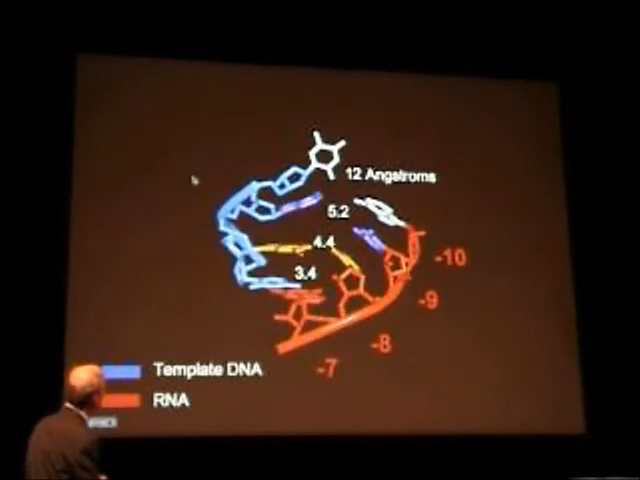 12 Angstroms
5.2
4.4
3.4
-10
-9
-8
-7
Template DNA
RNA